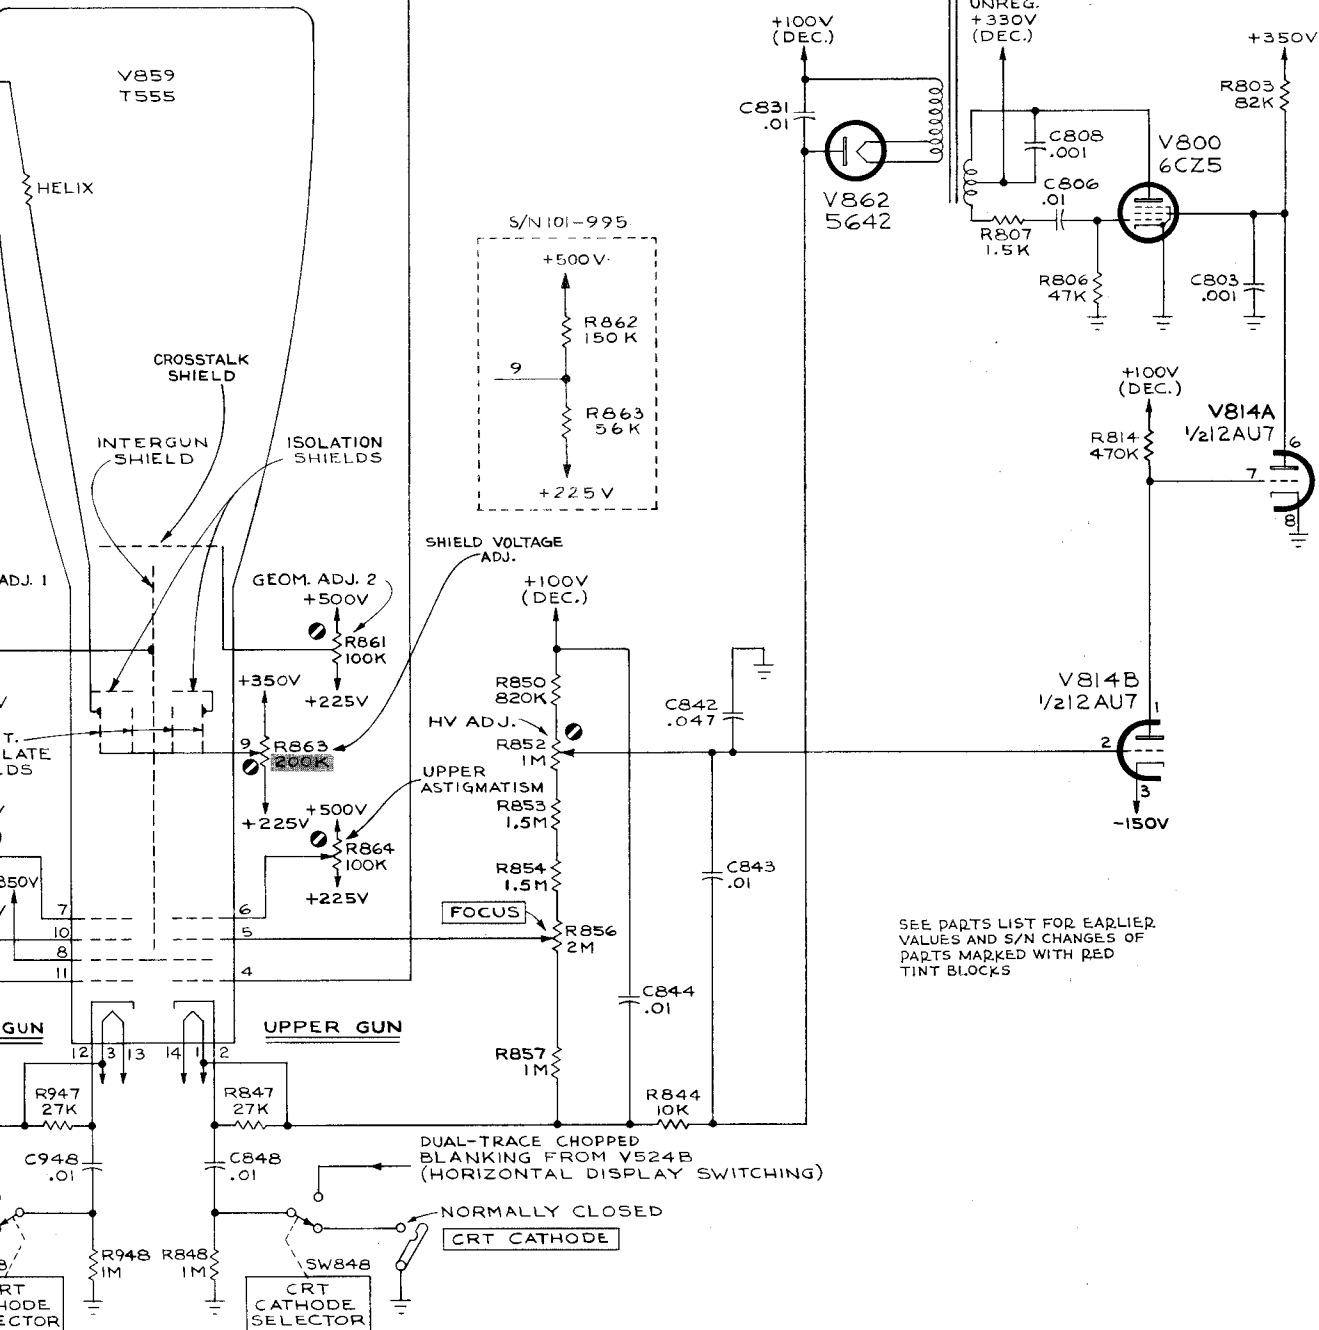 V859
T555
HELIX
CROSSTALK
SHIELD
INTERGUN
SHIELD
ISOLATION
SHIELDS
S/N 101-995
+500V
R862
150K
9
R863
56K
+225V
+100V
(DEC.)
C831
.01
V862
5642
UNREG.
+330V
(DEC.)
C808
.001
C806
.01
R807
1.5K
R806
47K
V800
6CZ5
+350V
R803
82K
C803
.001
+100V
(DEC.)
R814
470K
V814A
1/2 12AU7
6
7
8
V814B
1/2 12AU7
1
2
3
-150V
ADJ. 1
SHIELD VOLTAGE
ADJ.
GEOM. ADJ. 2
+500V
R861
100K
+225V
+350V
9
R863
200K
+225V
T.
LATE
LDS
UPPER
ASTIGMATISM
+500V
R864
100K
+225V
350V
+100V
(DEC.)
R850
820K
HV ADJ.
R852
1M
R853
1.5M
R854
1.5M
FOCUS
R856
2M
R857
1M
C842
.047
C843
.01
C844
.01
R844
10K
7
10
8
11
6
5
4
GUN
UPPER GUN
12
3
13
14
1
2
R947
27K
R847
27K
C948
.01
C848
.01
R948
1M
R848
1M
DUAL-TRACE CHOPPED
BLANKING FROM V524B
(HORIZONTAL DISPLAY SWITCHING)
NORMALLY CLOSED
CRT CATHODE
SW848
CRT
CATHODE
SELECTOR
RT
HODE
ECTOR
SEE PARTS LIST FOR EARLIER
VALUES AND S/N CHANGES OF
PARTS MARKED WITH RED
TINT BLOCKS